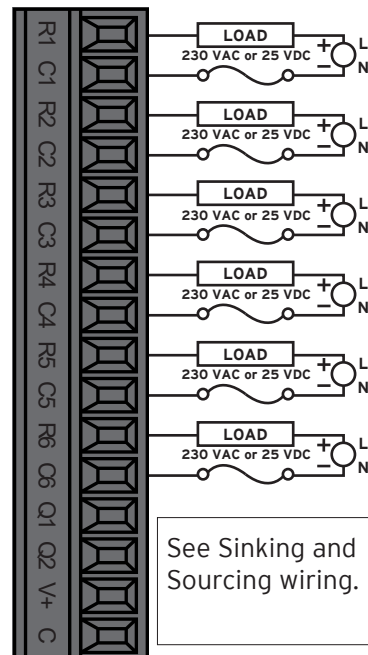 R1
LOAD
+ L
230 VAC or 25 VDC
C1
– N
R2
LOAD
+ L
230 VAC or 25 VDC
C2
– N
R3
LOAD
+ L
230 VAC or 25 VDC
C3
– N
R4
LOAD
+ L
230 VAC or 25 VDC
C4
– N
R5
LOAD
+ L
230 VAC or 25 VDC
C5
– N
R6
LOAD
+ L
230 VAC or 25 VDC
C6
– N
Q1
Q2
V+
C
See Sinking and
Sourcing wiring.